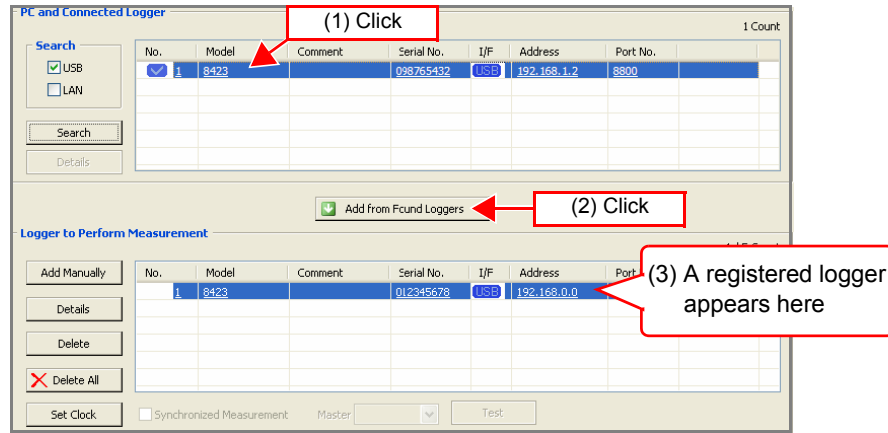 PC and Connected Logger
(1) Click
1 Count
Search
No. Model Comment Serial No. I/F Address Port No.
USB
1 8423 098765432 USB 192.168.1.2 8800
LAN
Search
Details
Add from Found Loggers
(2) Click
Logger to Perform Measurement
Add Manually
No. Model Comment Serial No. I/F Address Port
(3) A registered logger
appears here
1 8423 012345678 USB 192.168.0.0
Details
Delete
Delete All
Set Clock
Synchronized Measurement Master Test